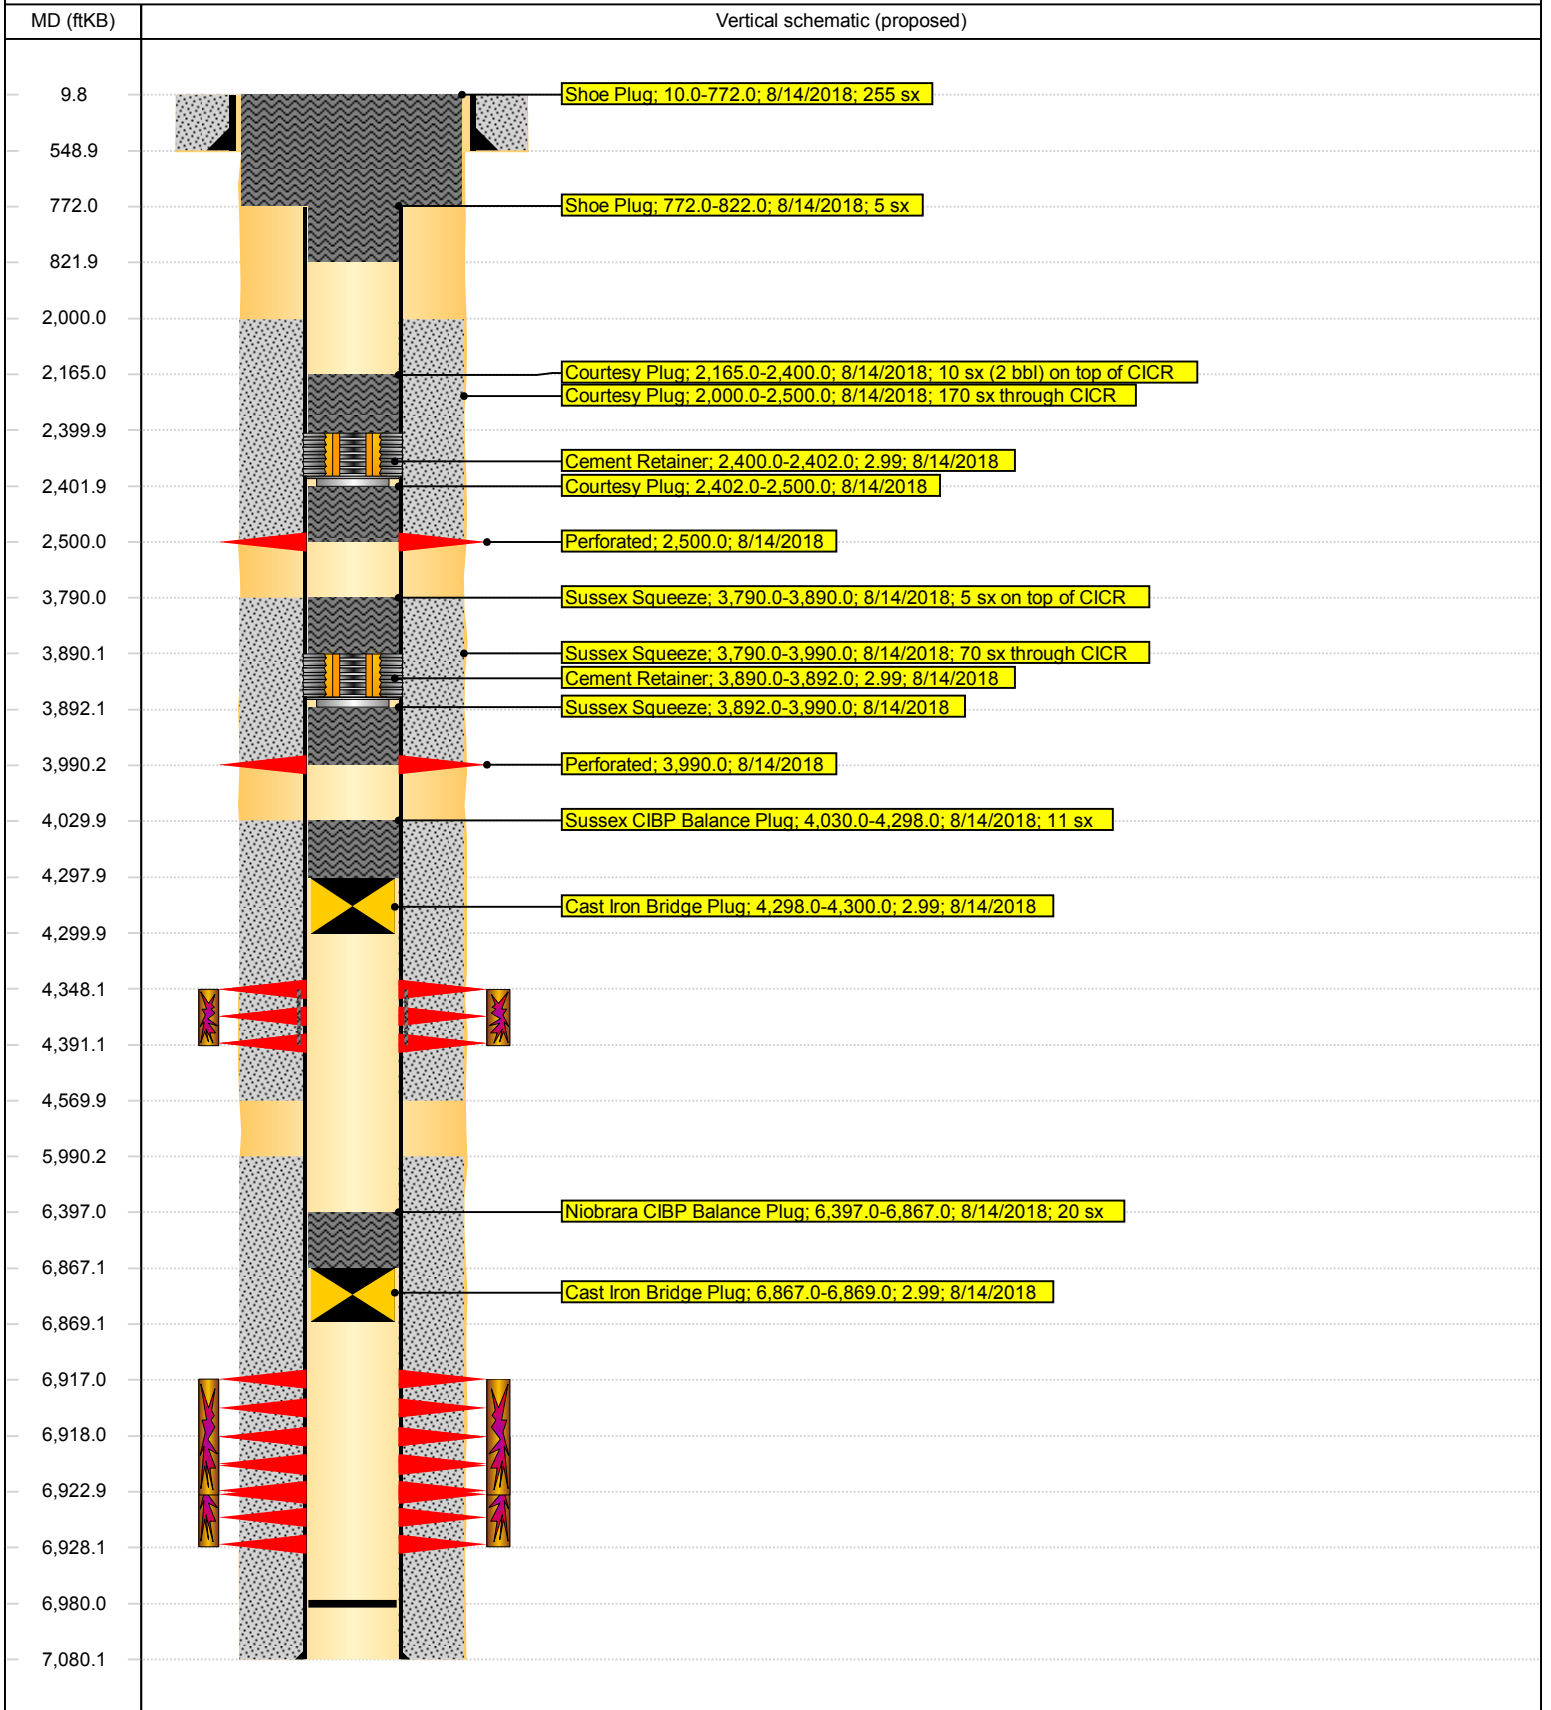 MD (ftKB)
Vertical schematic (proposed)
9.8
Shoe Plug; 10.0-772.0; 8/14/2018; 255 sx
548.9
772.0
Shoe Plug; 772.0-822.0; 8/14/2018; 5 sx
821.9
2,000.0
2,165.0
Courtesy Plug; 2,165.0-2,400.0; 8/14/2018; 10 sx (2 bbl) on top of CICR
Courtesy Plug; 2,000.0-2,500.0; 8/14/2018; 170 sx through CICR
2,399.9
Cement Retainer; 2,400.0-2,402.0; 2.99; 8/14/2018
2,401.9
Courtesy Plug; 2,402.0-2,500.0; 8/14/2018
2,500.0
Perforated; 2,500.0; 8/14/2018
3,790.0
Sussex Squeeze; 3,790.0-3,890.0; 8/14/2018; 5 sx on top of CICR
3,890.1
Sussex Squeeze; 3,790.0-3,990.0; 8/14/2018; 70 sx through CICR
Cement Retainer; 3,890.0-3,892.0; 2.99; 8/14/2018
3,892.1
Sussex Squeeze; 3,892.0-3,990.0; 8/14/2018
3,990.2
Perforated; 3,990.0; 8/14/2018
4,029.9
Sussex CIBP Balance Plug; 4,030.0-4,298.0; 8/14/2018; 11 sx
4,297.9
Cast Iron Bridge Plug; 4,298.0-4,300.0; 2.99; 8/14/2018
4,299.9
4,348.1
4,391.1
4,569.9
5,990.2
6,397.0
Niobrara CIBP Balance Plug; 6,397.0-6,867.0; 8/14/2018; 20 sx
6,867.1
Cast Iron Bridge Plug; 6,867.0-6,869.0; 2.99; 8/14/2018
6,869.1
6,917.0
6,918.0
6,922.9
6,928.1
6,980.0
7,080.1